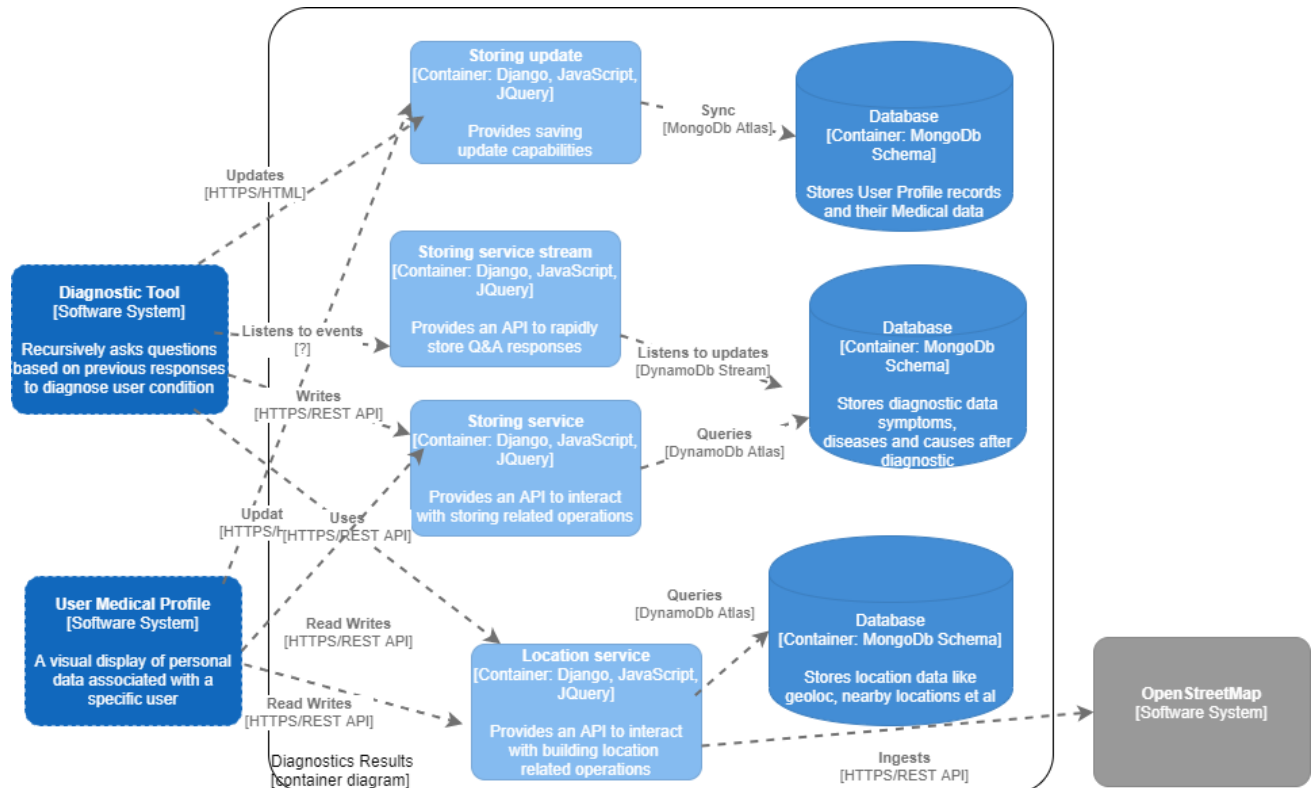 Storing update
[Container: Django, JavaScript,
JQuery]
Provides saving
update capabilities
Sync
[MongoDb Atlas]
Database
[Container: MongoDb
Schema]
Stores User Profile records
and their Medical data
Updates
[HTTPS/HTML]
Storing service stream
[Container: Django, JavaScript,
JQuery]
Provides an API to rapidly
store Q&A responses
Diagnostic Tool
[Software System]
Recursively asks questions
based on previous responses
to diagnose user condition
Listens to events
[?]
Listens to updates
[DynamoDb Stream]
Database
[Container: MongoDb
Schema]
Stores diagnostic data
symptoms,
diseases and causes after
diagnostic
Writes
[HTTPS/REST API]
Storing service
[Container: Django, JavaScript,
JQuery]
Provides an API to interact
with storing related operations
Queries
[DynamoDb Atlas]
Updat
[HTTPS/H
Uses
[HTTPS/REST API]
User Medical Profile
[Software System]
A visual display of personal
data associated with a
specific user
Read Writes
[HTTPS/REST API]
Read Writes
[HTTPS/REST API]
Location service
[Container: Django, JavaScript,
JQuery]
Provides an API to interact
with building location
related operations
Queries
[DynamoDb Atlas]
Database
[Container: MongoDb Schema]
Stores location data like
geoloc, nearby locations et al
OpenStreetMap
[Software System]
Ingests
[HTTPS/REST API]
Diagnostics Results
[container diagram]